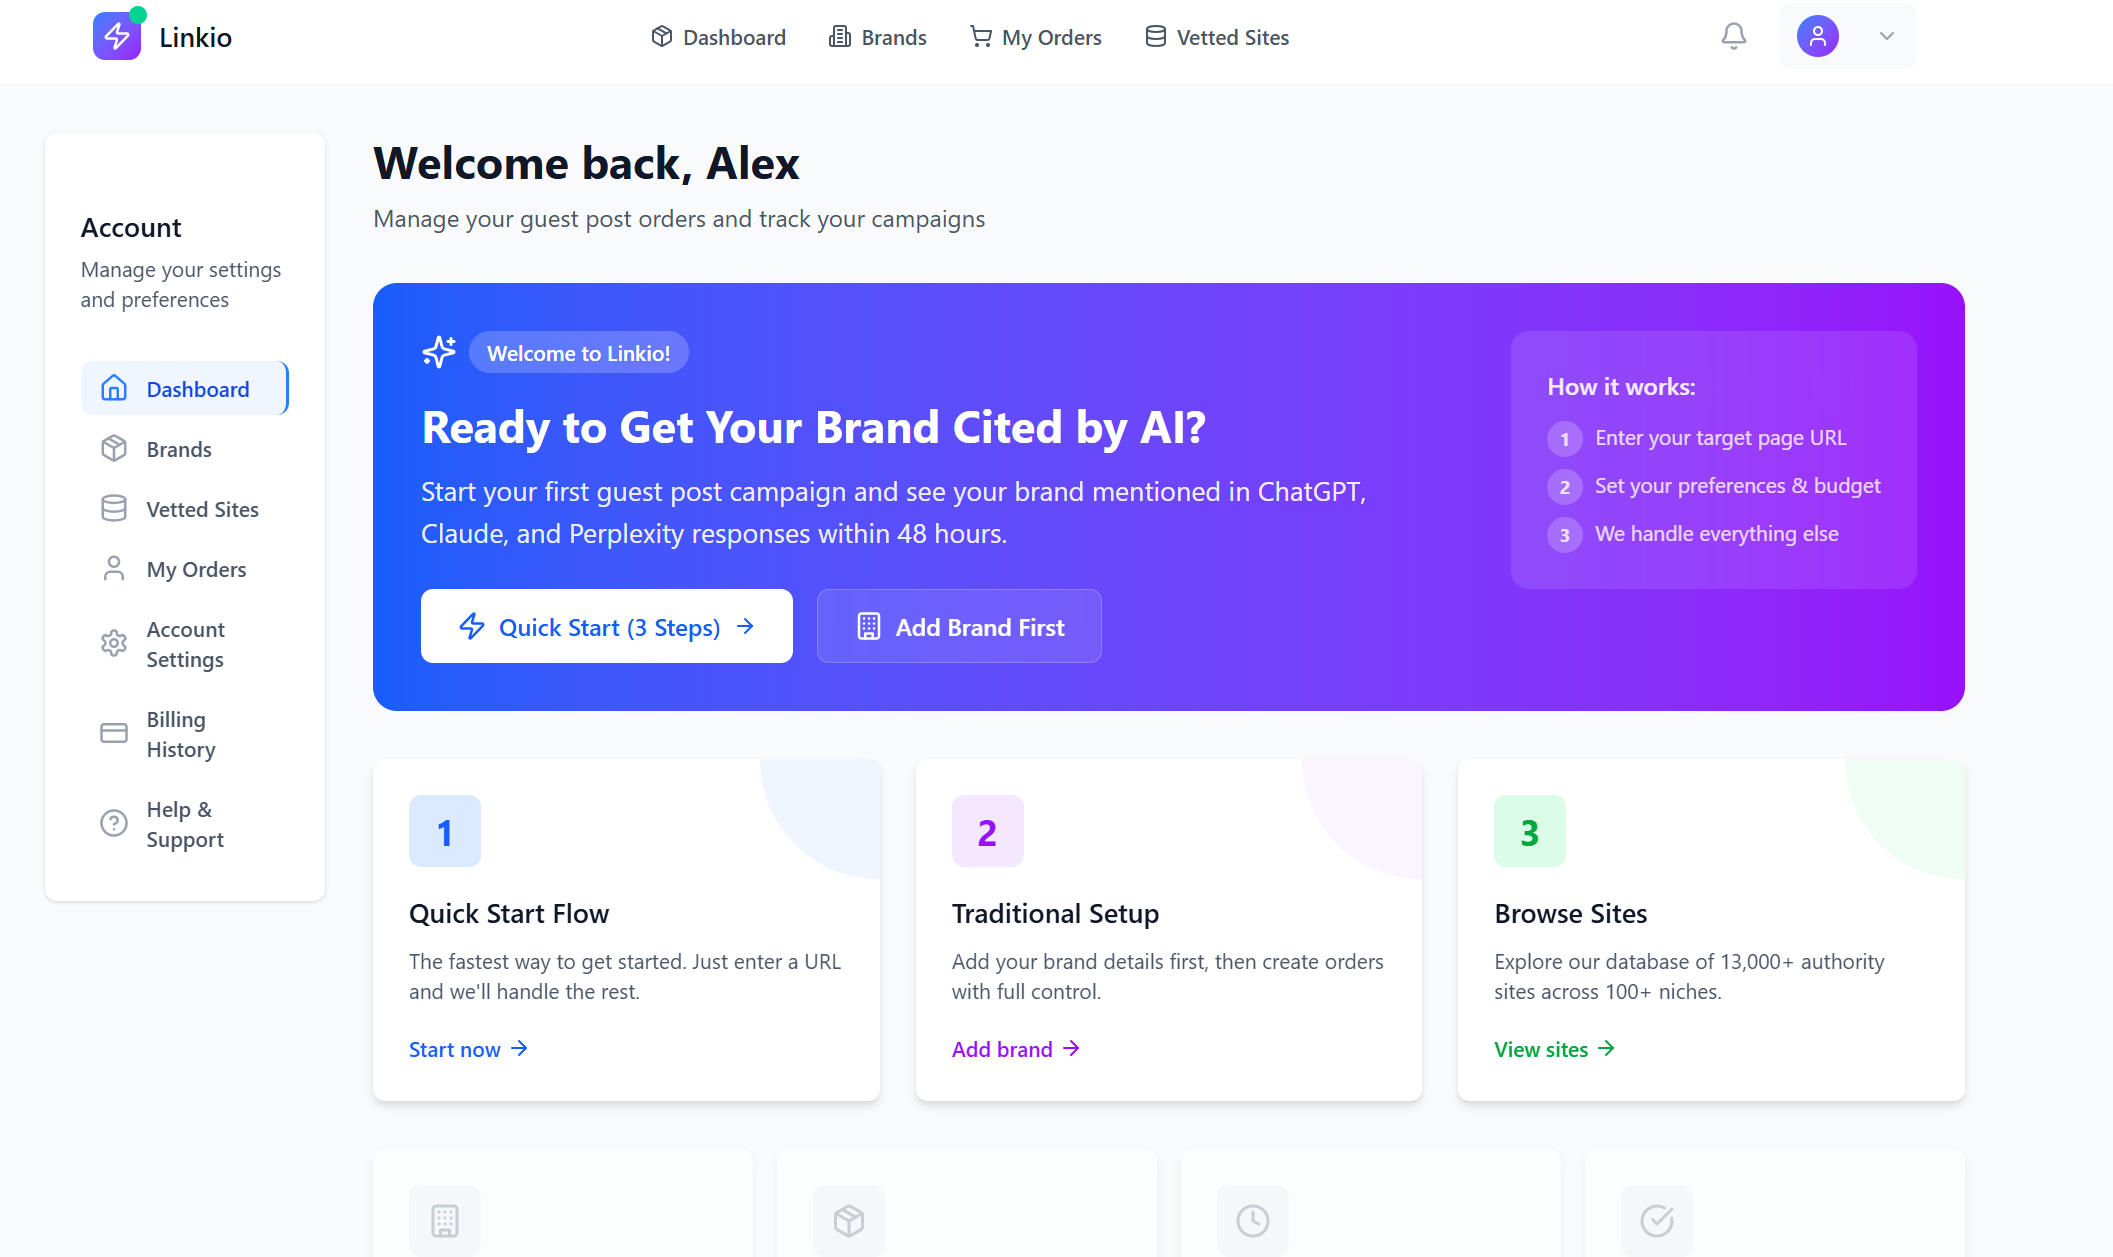 Linkio
Dashboard
Brands
My Orders
Vetted Sites
Account
Manage your settings
and preferences
Dashboard
Brands
Vetted Sites
My Orders
Account
Settings
Billing
History
Help &
Support
Welcome back, Alex
Manage your guest post orders and track your campaigns
Welcome to Linkio!
Ready to Get Your Brand Cited by AI?
Start your first guest post campaign and see your brand mentioned in ChatGPT,
Claude, and Perplexity responses within 48 hours.
Quick Start (3 Steps)
Add Brand First
How it works:
1 Enter your target page URL
2 Set your preferences & budget
3 We handle everything else
1
Quick Start Flow
The fastest way to get started. Just enter a URL
and we'll handle the rest.
Start now
2
Traditional Setup
Add your brand details first, then create orders
with full control.
Add brand
3
Browse Sites
Explore our database of 13,000+ authority
sites across 100+ niches.
View sites